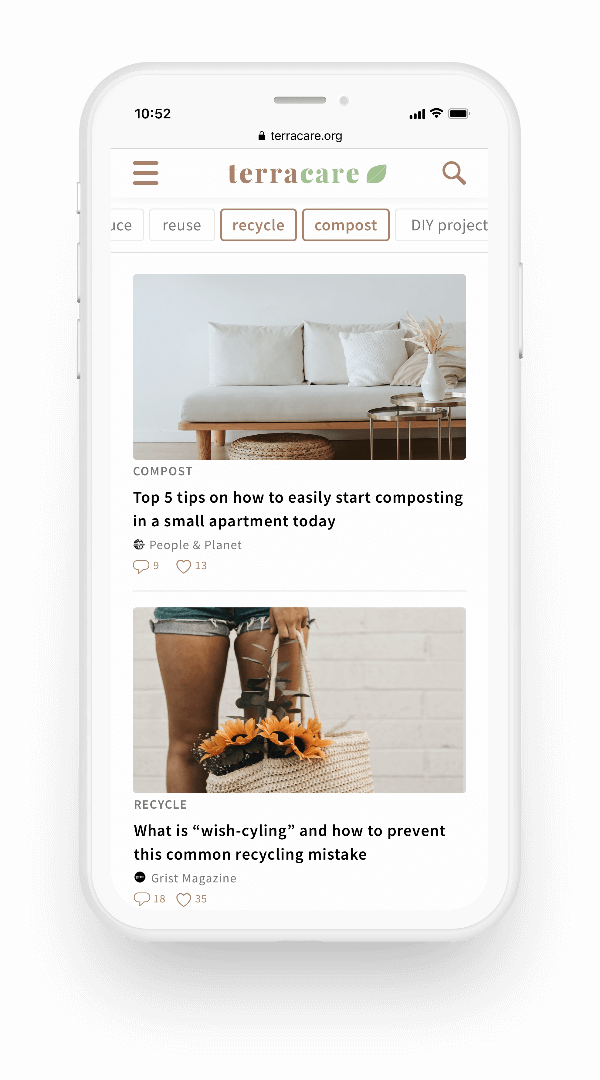 10:52
terracare.org
terracare
uce reuse recycle compost DIY project
COMPOST
Top 5 tips on how to easily start composting
in a small apartment today
People & Planet
9 13
RECYCLE
What is “wish-cyling” and how to prevent
this common recycling mistake
Grist Magazine
18 35